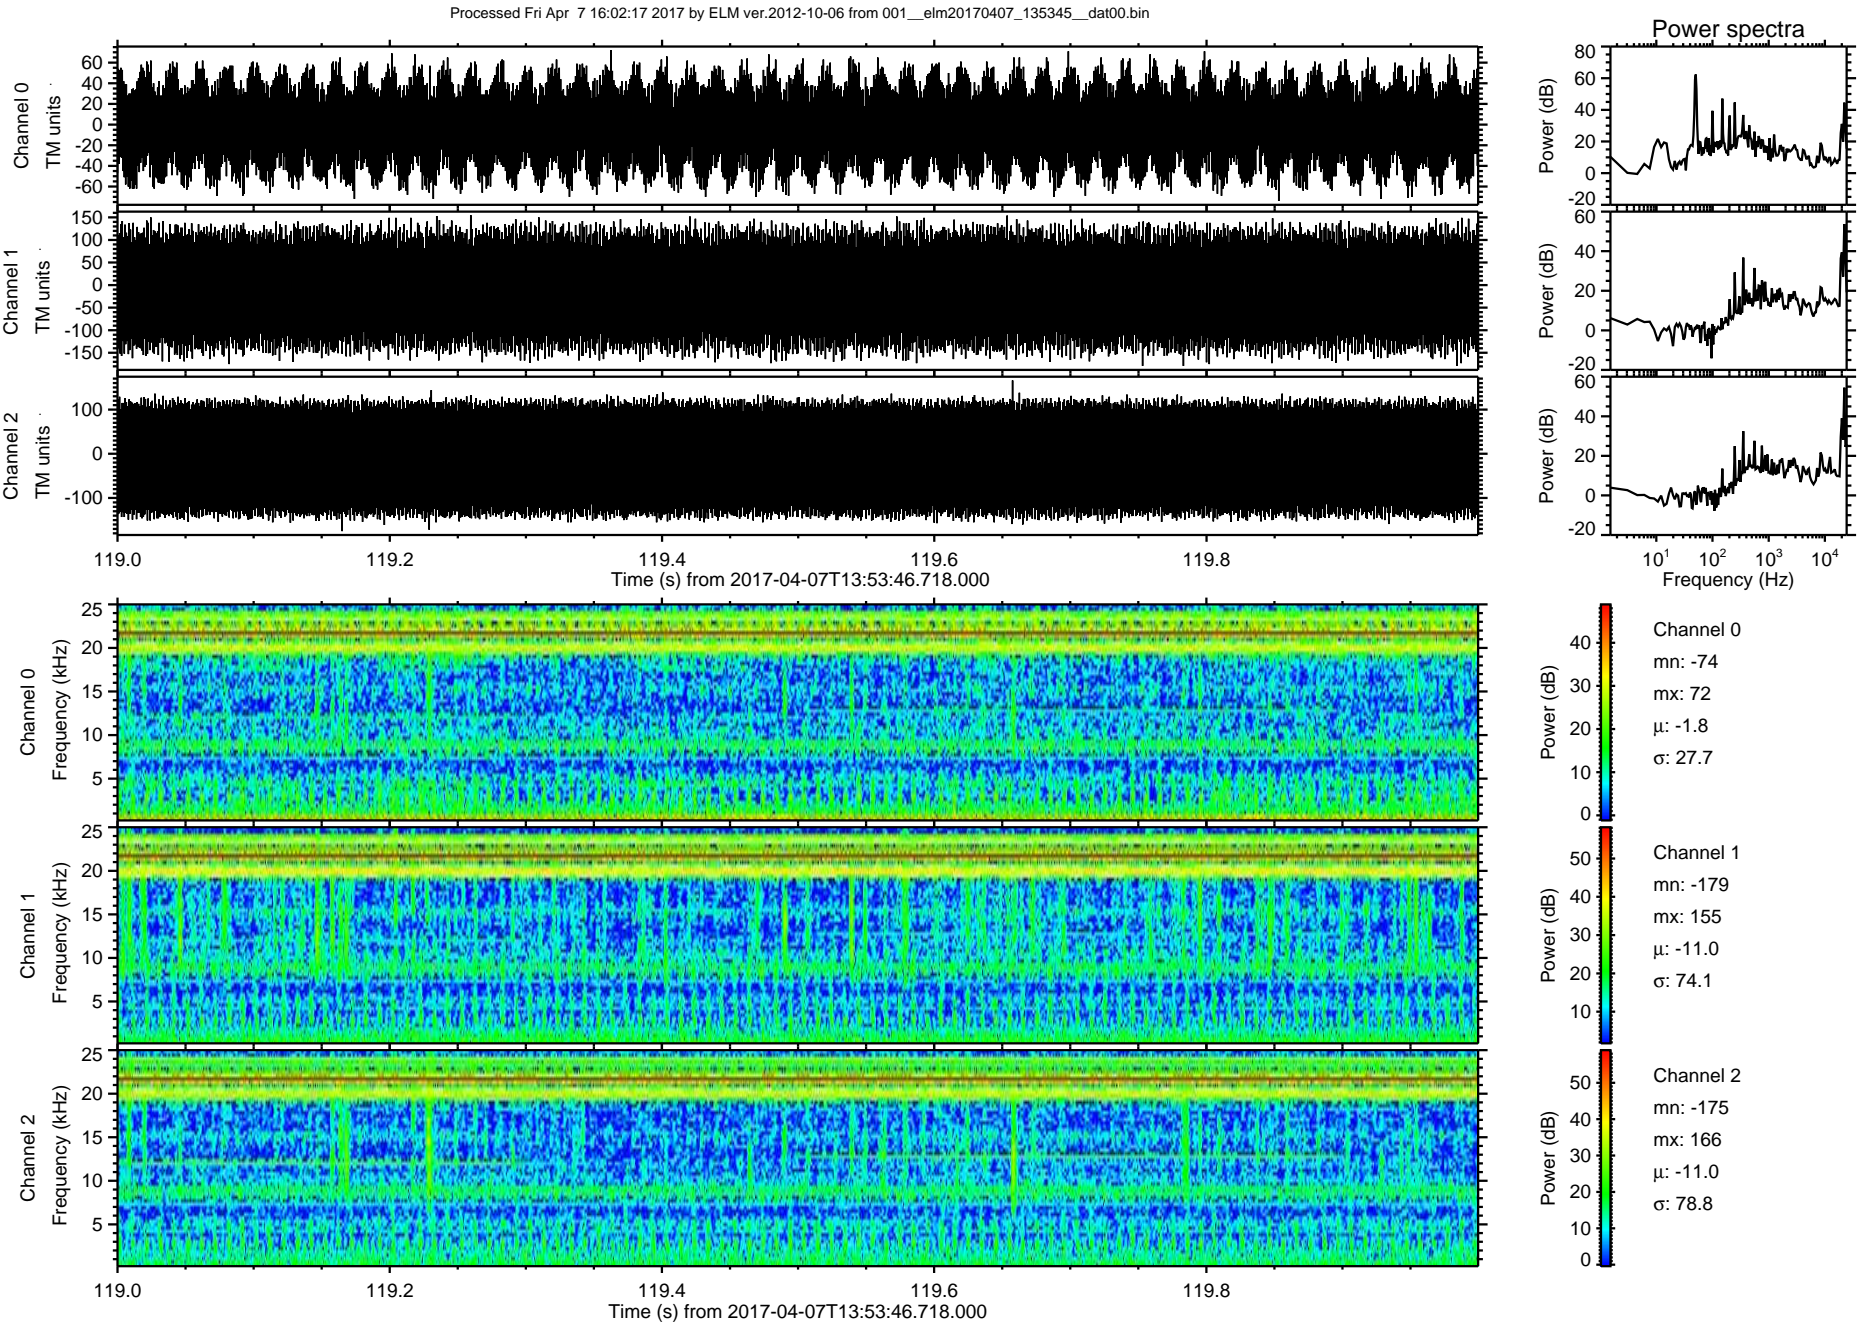 Processed Fri Apr  7 16:02:17 2017 by ELM ver.2012-10-06 from 001__elm20170407_135345__dat00.bin
Power spectra
Channel 0
TM units
60
40
20
0
-20
-40
-60
Power (dB)
80
60
40
20
0
-20
Channel 1
TM units
150
100
50
0
-50
-100
-150
Power (dB)
60
40
20
0
-20
Channel 2
TM units
100
0
-100
Power (dB)
60
40
20
0
-20
119.0 119.2 119.4 119.6 119.8
Time (s) from 2017-04-07T13:53:46.718.000
10^1 10^2 10^3 10^4
Frequency (Hz)
Channel 0
Frequency (kHz)
25
20
15
10
5
Power (dB)
40
30
20
10
0
Channel 0
mn: -74
mx: 72
μ: -1.8
σ: 27.7
Channel 1
Frequency (kHz)
25
20
15
10
5
Power (dB)
50
40
30
20
10
Channel 1
mn: -179
mx: 155
μ: -11.0
σ: 74.1
Channel 2
Frequency (kHz)
25
20
15
10
5
Power (dB)
50
40
30
20
10
0
Channel 2
mn: -175
mx: 166
μ: -11.0
σ: 78.8
119.0 119.2 119.4 119.6 119.8
Time (s) from 2017-04-07T13:53:46.718.000